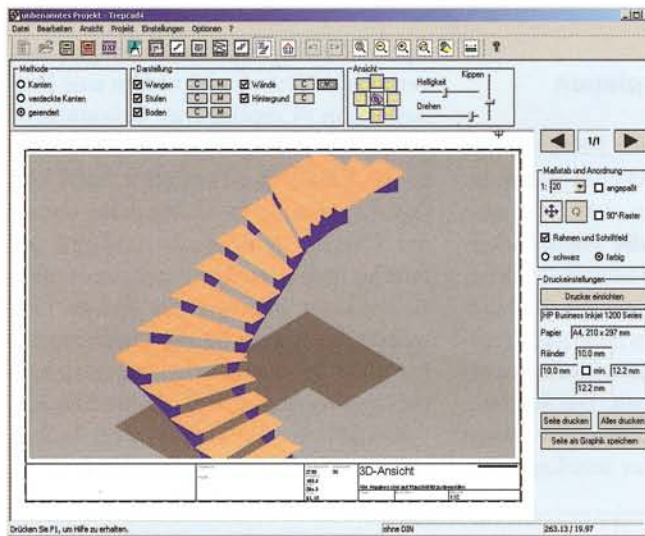 unbenanntes Projekt - Trepcad4
Datei Bearbeiten Ansicht Projekt Einstellungen Optionen ?
DXF
Methode
Kanten
verdeckte Kanten
gerendert
Darstellung
Wangen C M
Stufen C M
Boden C M
Wände C M
Hintergrund C
Ansicht
Helligkeit
Kippen
Drehen
1/1
Maßstab und Anordnung
1: 20 angepaßt
90°-Raster
Rahmen und Schriftfeld
schwarz farbig
Druckeinstellungen
Drucker einrichten
HP Business Inkjet 1200 Series
Papier A4, 210 x 297 mm
Ränder 10.0 mm
10.0 mm min. 12.2 mm
12.2 mm
Seite drucken Alles drucken
Seite als Graphik speichern
3D-Ansicht
Drücken Sie F1, um Hilfe zu erhalten.
ohne DIN
263.13 / 19.97